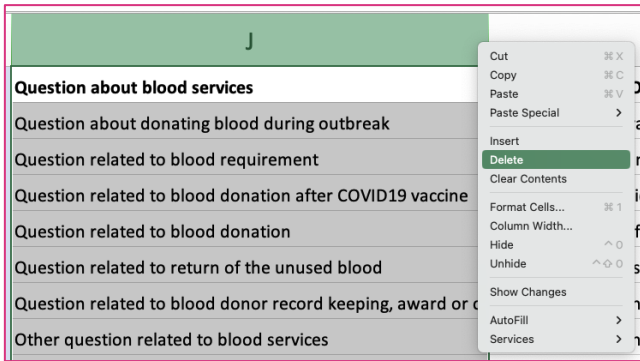 J
Question about blood services
Question about donating blood during outbreak
Question related to blood requirement
Question related to blood donation after COVID19 vaccine
Question related to blood donation
Question related to return of the unused blood
Question related to blood donor record keeping, award or
Other question related to blood services
Cut ⌘ X
Copy ⌘ C
Paste ⌘ V
Paste Special >
Insert
Delete
Clear Contents
Format Cells... ⌘ 1
Column Width...
Hide ^ 0
Unhide ^ ⇧ 0
Show Changes
AutoFill >
Services >